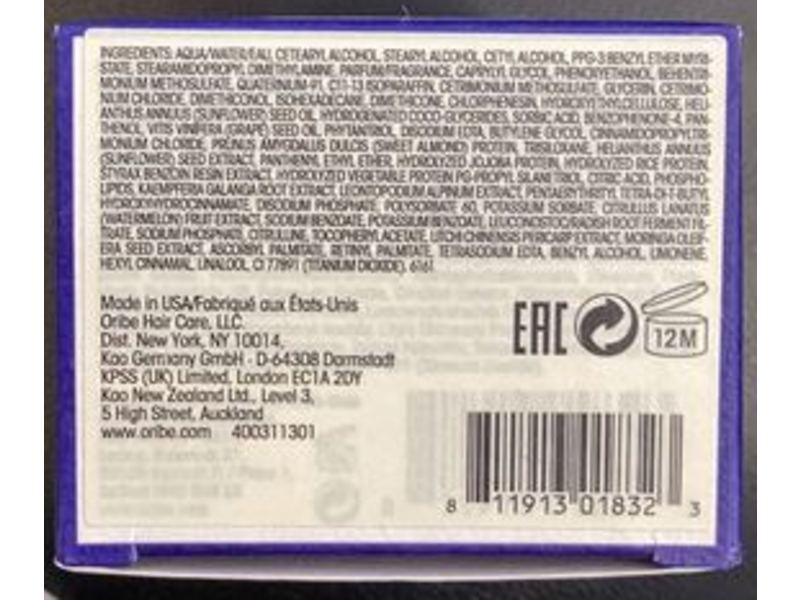 INGREDIENTS: AQUA/WATER/EAU, CETEARYL ALCOHOL, STEARYL ALCOHOL, CETYL ALCOHOL, PPG-3 BENZYL ETHER MYRI-
STATE, STEARAMIDOPROPYL DIMETHYLAMINE, PARFUM/FRAGRANCE, CAPRYLYL GLYCOL, PHENOXYETHANOL, BEHENTRI-
MONIUM METHOSULFATE, QUATERNIUM-91, C11-13 ISOPARAFFIN, CETRIMONIUM METHOSULFATE, GLYCERIN, CETRIMO-
NIUM CHLORIDE, DIMETHICONOL, ISOHEXADECANE, DIMETHICONE, CHLORPHENESIN, HYDROXYETHYLCELLULOSE, HELI-
ANTHUS ANNUUS (SUNFLOWER) SEED OIL, HYDROGENATED COCO-GLYCERIDES, SORBIC ACID, BENZOPHENONE-4, PAN-
THENOL, VITIS VINIFERA (GRAPE) SEED OIL, PHYTANTRIOL, DISODIUM EDTA, BUTYLENE GLYCOL, CINNAMIDOPROPYLTRI-
MONIUM CHLORIDE, PRUNUS AMYGDALUS DULCIS (SWEET ALMOND) PROTEIN, TRISILOXANE, HELIANTHUS ANNUUS
(SUNFLOWER) SEED EXTRACT, PANTHENYL ETHYL ETHER, HYDROLYZED JOJOBA PROTEIN, HYDROLYZED RICE PROTEIN,
STYRAX BENZOIN RESIN EXTRACT, HYDROLYZED VEGETABLE PROTEIN PG-PROPYL SILANETRIOL, CITRIC ACID, PHOSPHO-
LIPIDS, KAEMPFERIA GALANGA ROOT EXTRACT, LEONTOPODIUM ALPINUM EXTRACT, PENTAERYTHRITYL TETRA-DI-T-BUTYL
HYDROXYHYDROCINNAMATE, DISODIUM PHOSPHATE, POLYSORBATE 60, POTASSIUM SORBATE, CITRULLUS LANATUS
(WATERMELON) FRUIT EXTRACT, SODIUM BENZOATE, POTASSIUM BENZOATE, LEUCONOSTOC/RADISH ROOT FERMENT FIL-
TRATE, SODIUM PHOSPHATE, CITRULLINE, TOCOPHERYL ACETATE, LITCHI CHINENSIS PERICARP EXTRACT, MORINGA OLEIF-
ERA SEED EXTRACT, ASCORBYL PALMITATE, RETINYL PALMITATE, TETRASODIUM EDTA, BENZYL ALCOHOL, LIMONENE,
HEXYL CINNAMAL, LINALOOL, CI 77891 (TITANIUM DIOXIDE). 6161
Made in USA/Fabriqué aux États-Unis
Oribe Hair Care, LLC.
Dist. New York, NY 10014,
Kao Germany GmbH - D-64308 Darmstadt
KPSS (UK) Limited, London EC1A 2DY
Kao New Zealand Ltd., Level 3,
5 High Street, Auckland
www.oribe.com 400311301
EAC
12M
8 11913 01832 3